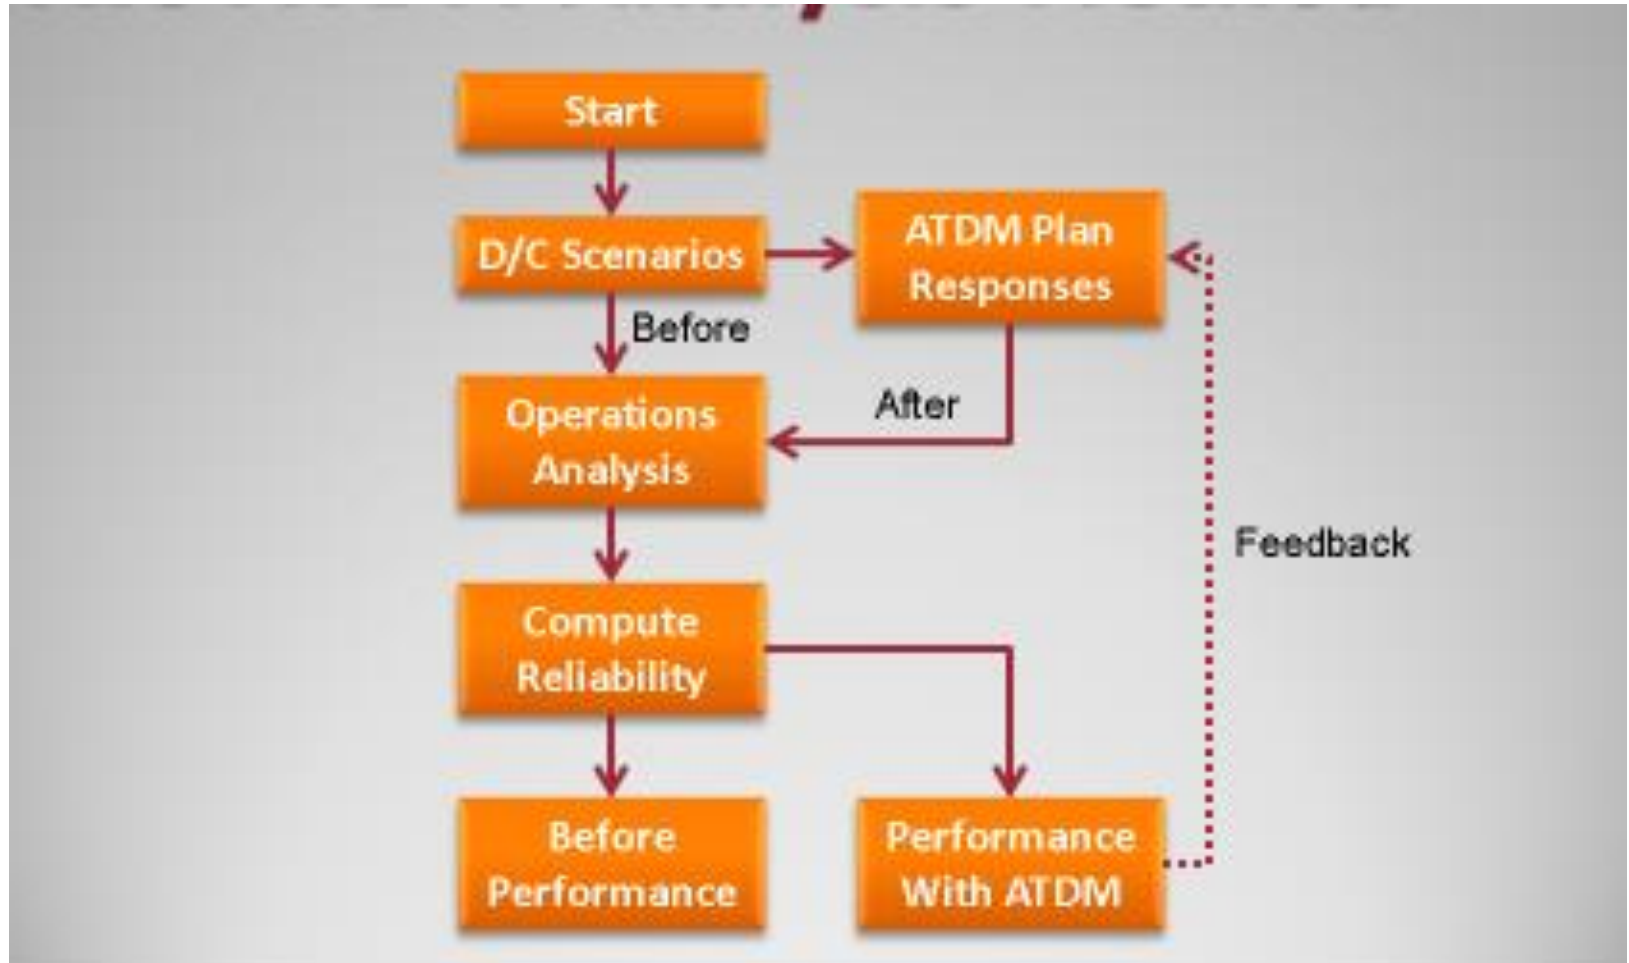 Start
D/C Scenarios
ATDM Plan
Responses
Before
After
Operations
Analysis
Feedback
Compute
Reliability
Before
Performance
Performance
With ATDM